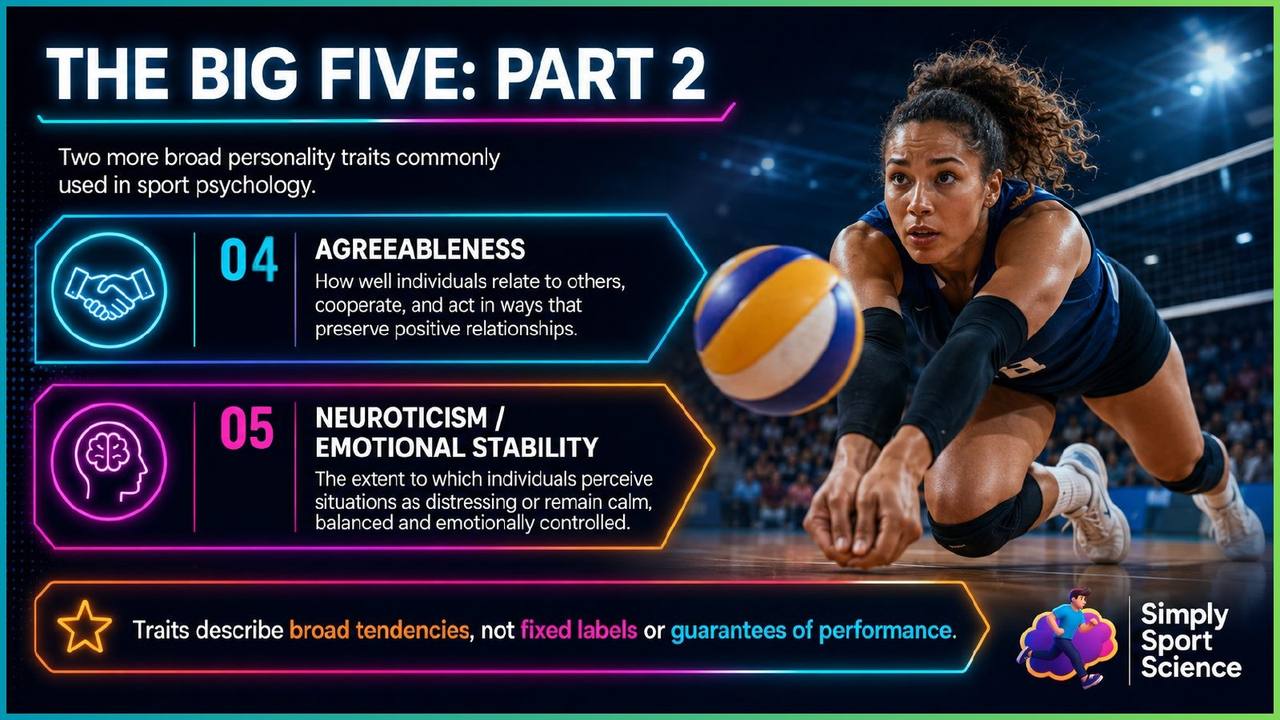 THE BIG FIVE: PART 2
Two more broad personality traits commonly
used in sport psychology.
04
AGREEABLENESS
How well individuals relate to others,
cooperate, and act in ways that
preserve positive relationships.
05
NEUROTICISM /
EMOTIONAL STABILITY
The extent to which individuals perceive
situations as distressing or remain calm,
balanced and emotionally controlled.
Traits describe broad tendencies, not fixed labels or guarantees of performance.
Simply
Sport
Science